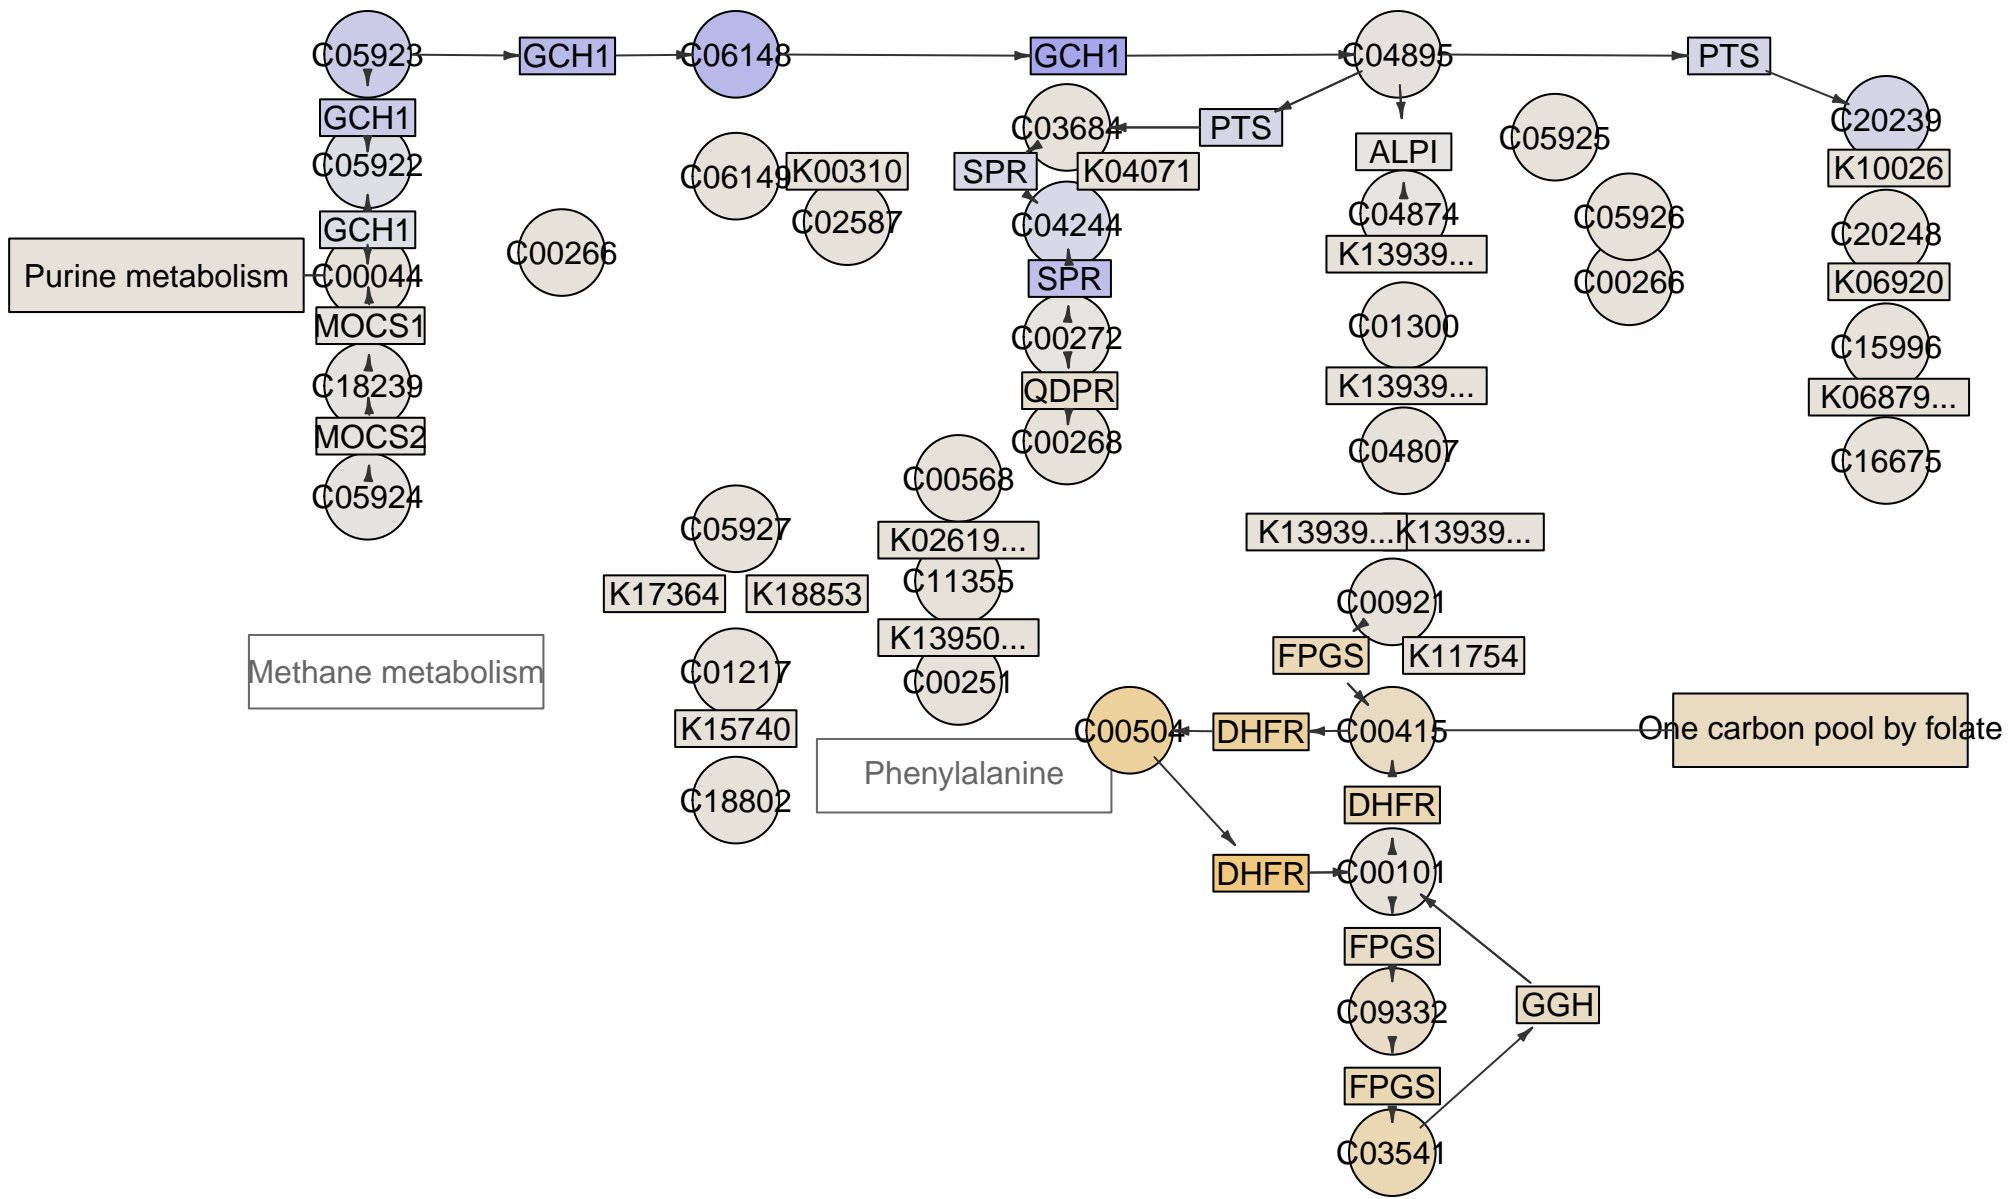 C05923
GCH1
C06148
GCH1
C04895
PTS
GCH1
C03684
PTS
C20239
C05922
SPR
K04071
ALPI
C05925
K10026
C06149
K00310
C02587
C04244
C04874
C05926
C20248
GCH1
C00266
K13939...
Purine metabolism
C00044
SPR
C00266
K06920
MOCS1
C00272
C01300
C15996
C18239
QDPR
K13939...
K06879...
MOCS2
C00268
C04807
C16675
C05924
C00568
C05927
K02619...
K13939...
K13939...
K17364
K18853
C11355
C00921
K13950...
FPGS
K11754
Methane metabolism
C01217
C00251
K15740
C00504
DHFR
C00415
One carbon pool by folate
Phenylalanine
C18802
DHFR
DHFR
C00101
FPGS
C09332
GGH
FPGS
C03541